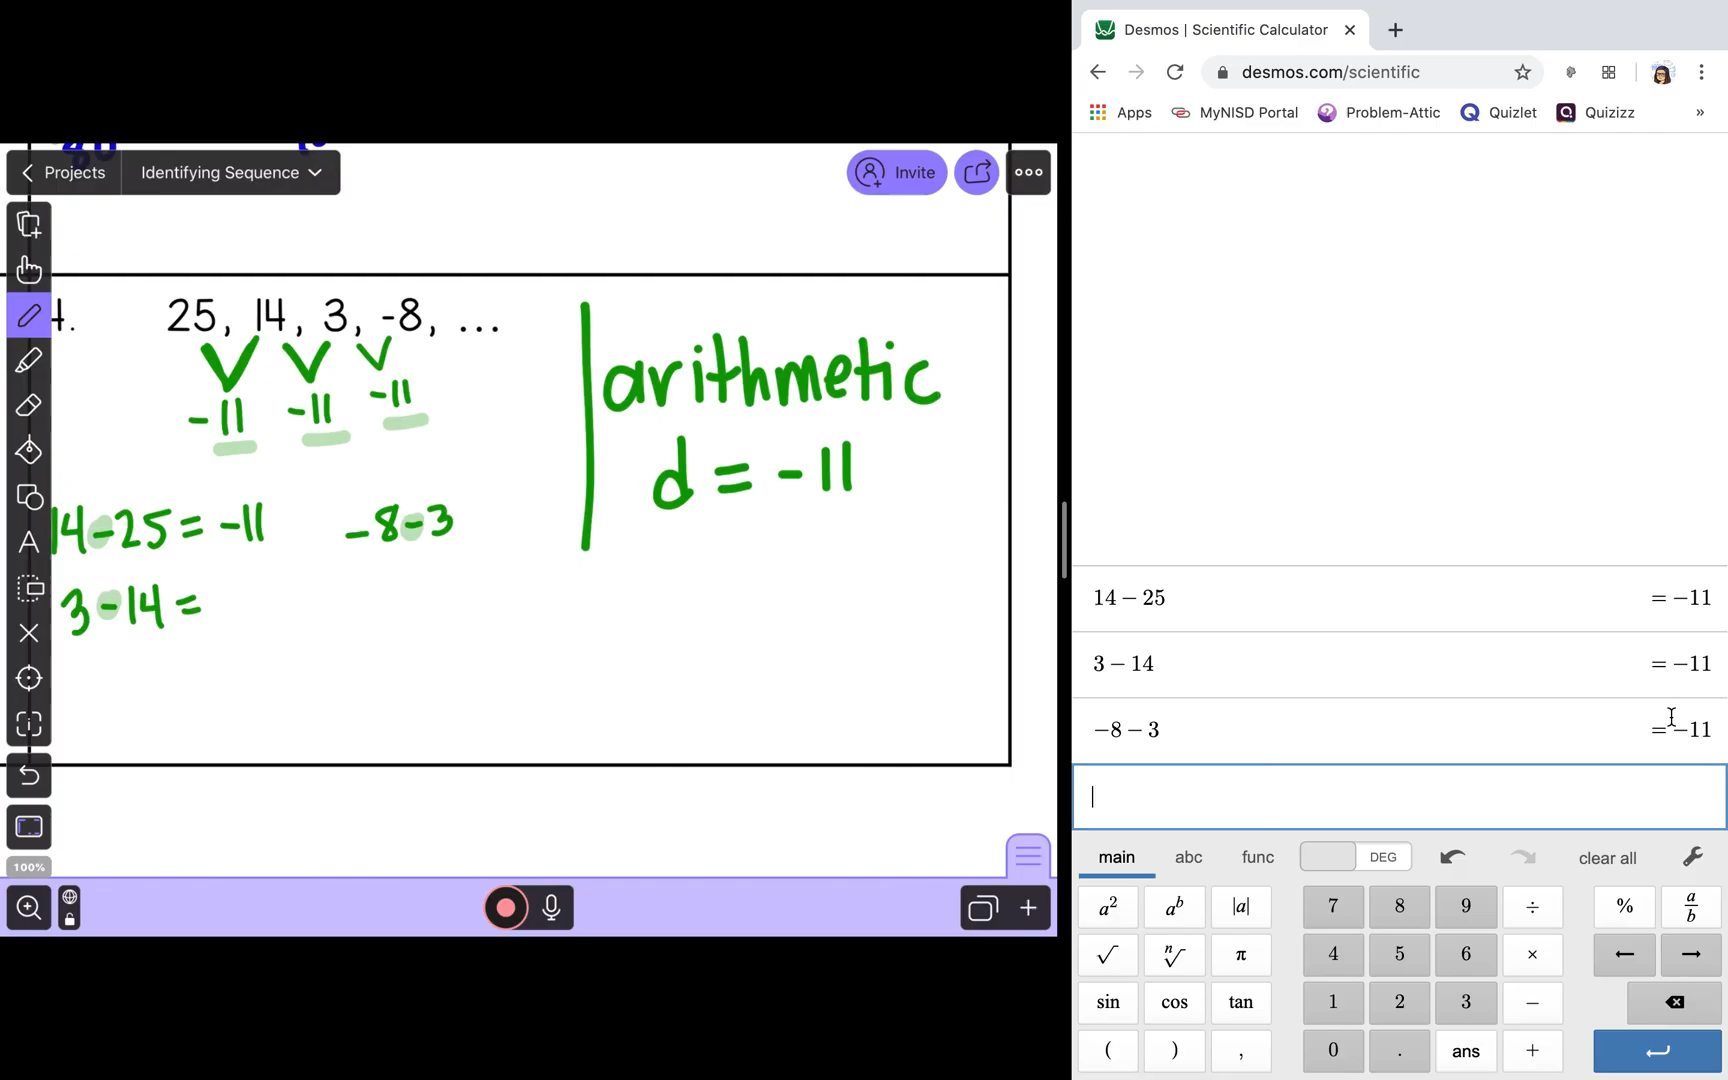 Desmos | Scientific Calculator
desmos.com/scientific
Apps MyNISD Portal Problem-Attic Quizlet Quizizz »
Projects Identifying Sequence Invite
4. 25, 14, 3, -8, ...
-11 -11 -11
14-25 = -11 -8-3
3-14 =
arithmetic
d = -11
100%
14 − 25 = −11
3 − 14 = −11
−8 − 3 = −11
main abc func DEG clear all
a² aᵇ |a| 7 8 9 ÷ % a/b
√ ⁿ√ π 4 5 6 × ← →
sin cos tan 1 2 3 −
( ) , 0 . ans +